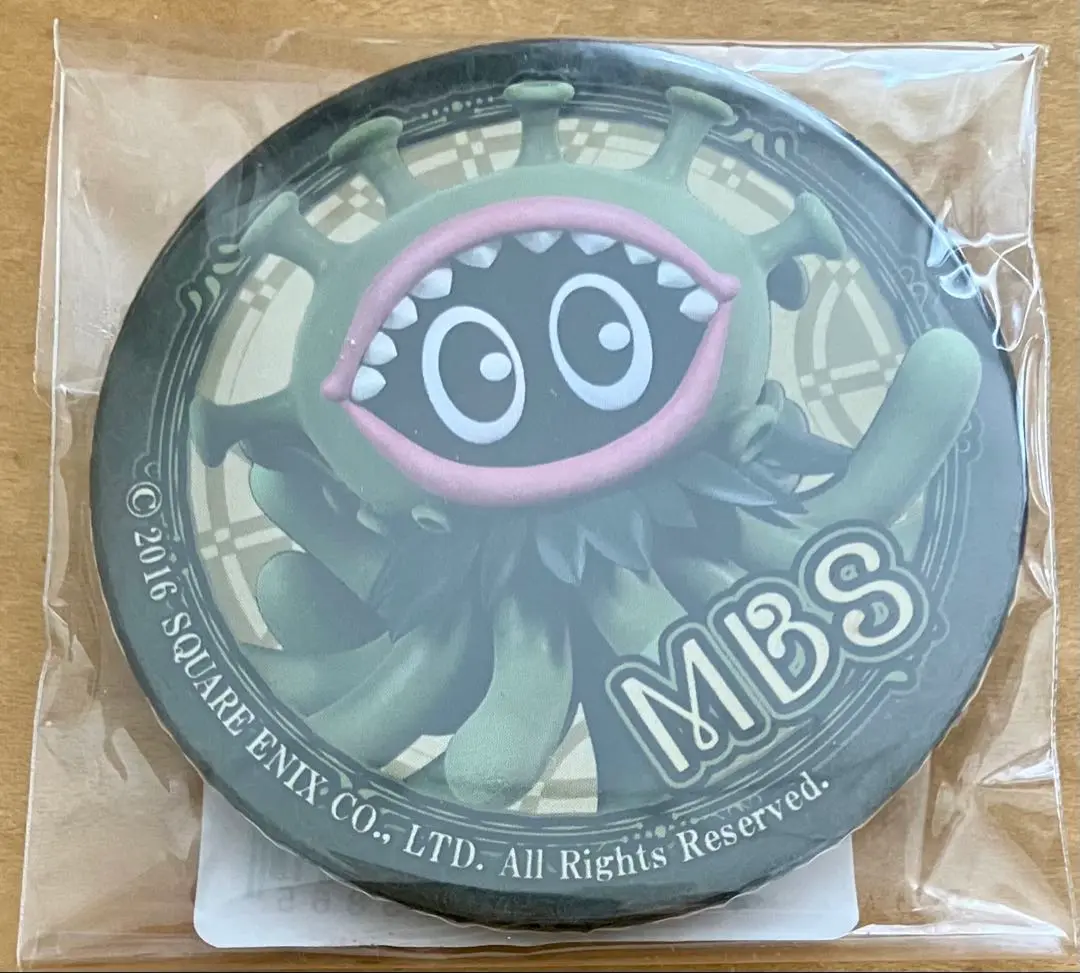 MBS
© 2016 SQUARE ENIX CO., LTD. All Rights Reserved.